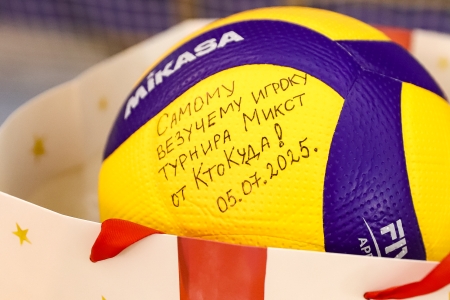 MIKASA
САМОМУ
ВЕЗУЧЕМУ ИГРОКУ
ТУРНИРА МИКСТ
ОТ КТОКУДА!
05.07.2025.